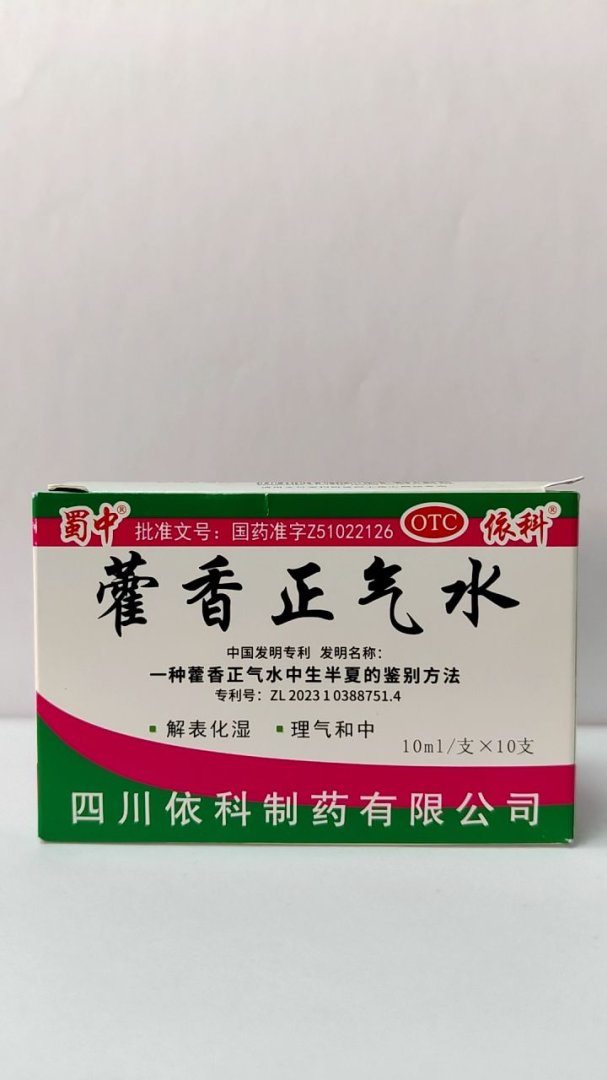 蜀中® 批准文号：国药准字Z51022126 OTC 依科®
藿香正气水
中国发明专利 发明名称：
一种藿香正气水中生半夏的鉴别方法
专利号：ZL 2023 1 0388751.4
▪ 解表化湿 ▪ 理气和中
10ml/支×10支
四川依科制药有限公司